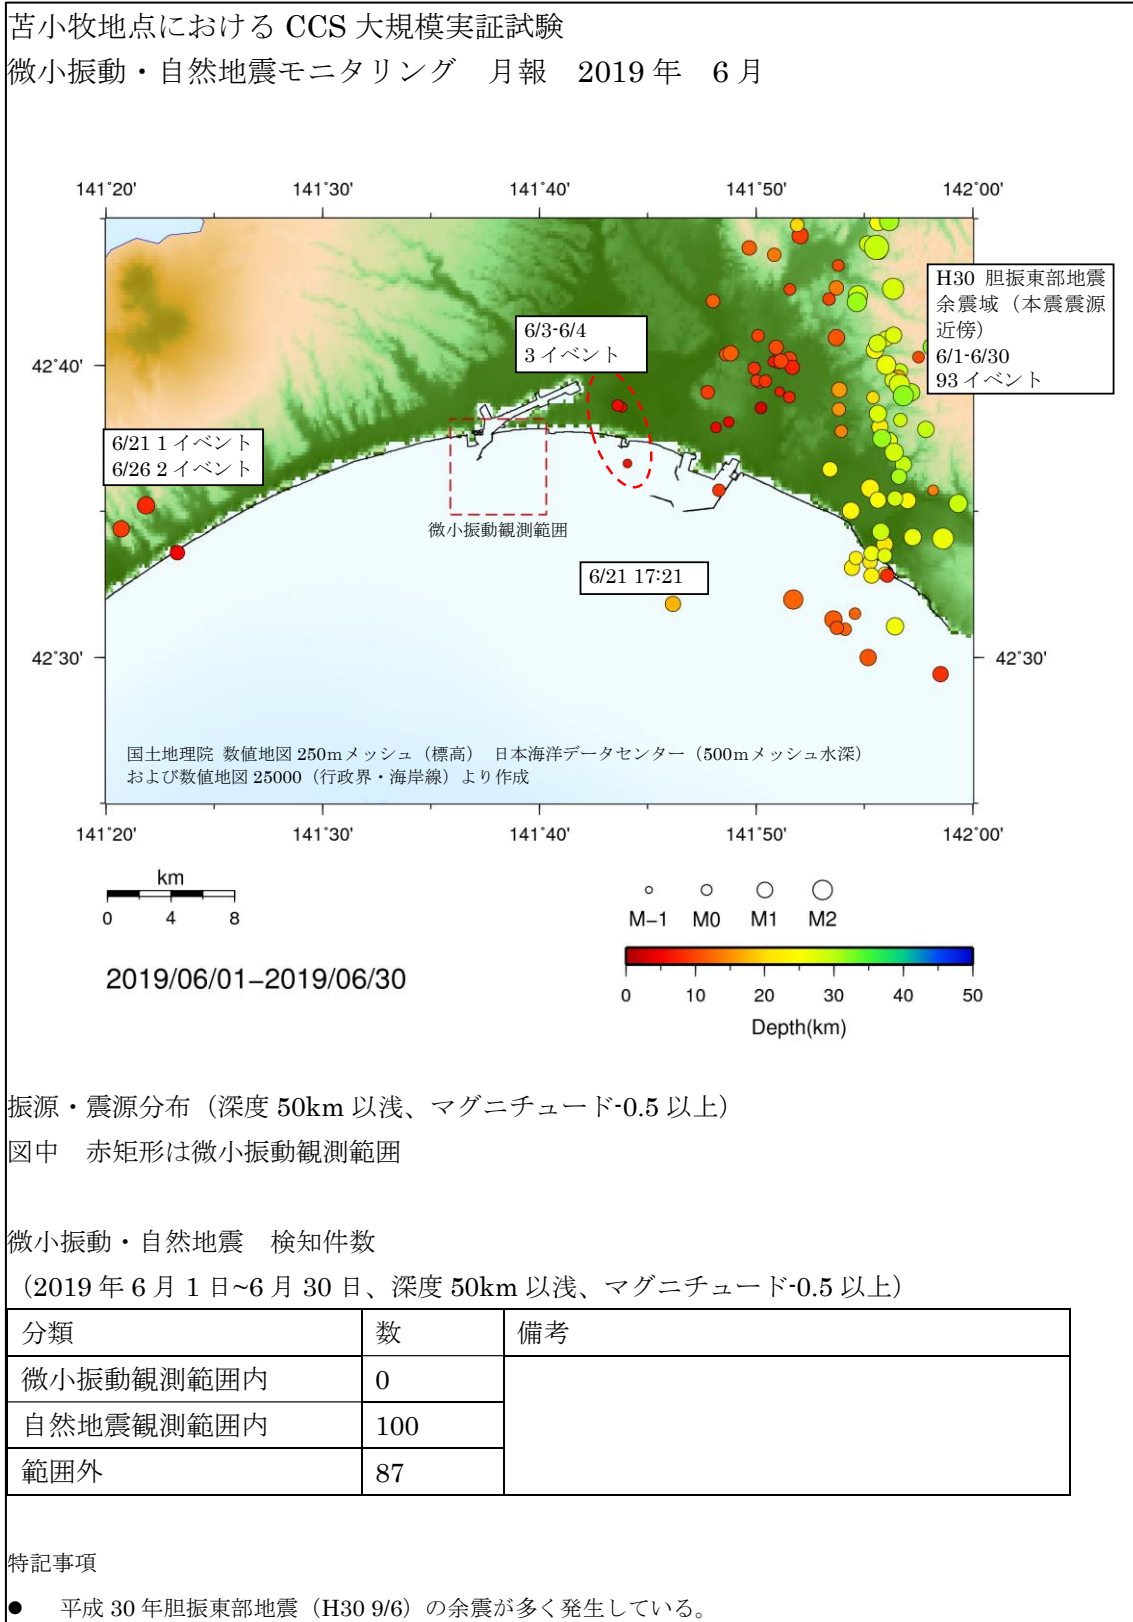 苫小牧地点における CCS 大規模実証試験
微小振動・自然地震モニタリング　月報　2019 年　6 月
141˚20' 141˚30' 141˚40' 141˚50' 142˚00'
H30 胆振東部地震
余震域（本震震源
近傍）
6/1-6/30
93 イベント
6/3-6/4
3 イベント
42˚40'
6/21 1 イベント
6/26 2 イベント
微小振動観測範囲
6/21 17:21
42˚30' 42˚30'
国土地理院 数値地図 250mメッシュ（標高） 日本海洋データセンター（500mメッシュ水深）
および数値地図 25000（行政界・海岸線）より作成
141˚20' 141˚30' 141˚40' 141˚50' 142˚00'
km
0 4 8
M−1 M0 M1 M2
2019/06/01−2019/06/30
0 10 20 30 40 50
Depth(km)
振源・震源分布（深度 50km 以浅、マグニチュード-0.5 以上）
図中　赤矩形は微小振動観測範囲
微小振動・自然地震　検知件数
（2019 年 6 月 1 日~6 月 30 日、深度 50km 以浅、マグニチュード-0.5 以上）
分類 数 備考
微小振動観測範囲内 0
自然地震観測範囲内 100
範囲外 87
特記事項
● 平成 30 年胆振東部地震（H30 9/6）の余震が多く発生している。